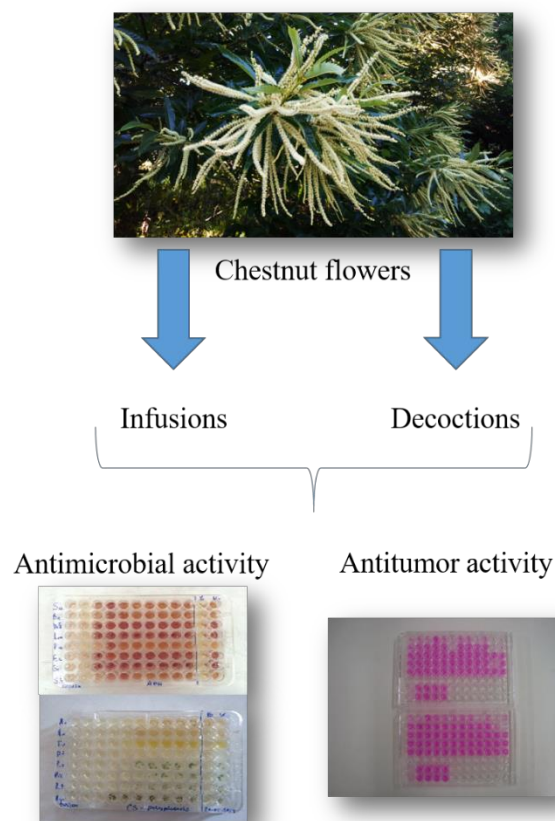 Chestnut flowers
Infusions
Decoctions
Antimicrobial activity
Antitumor activity